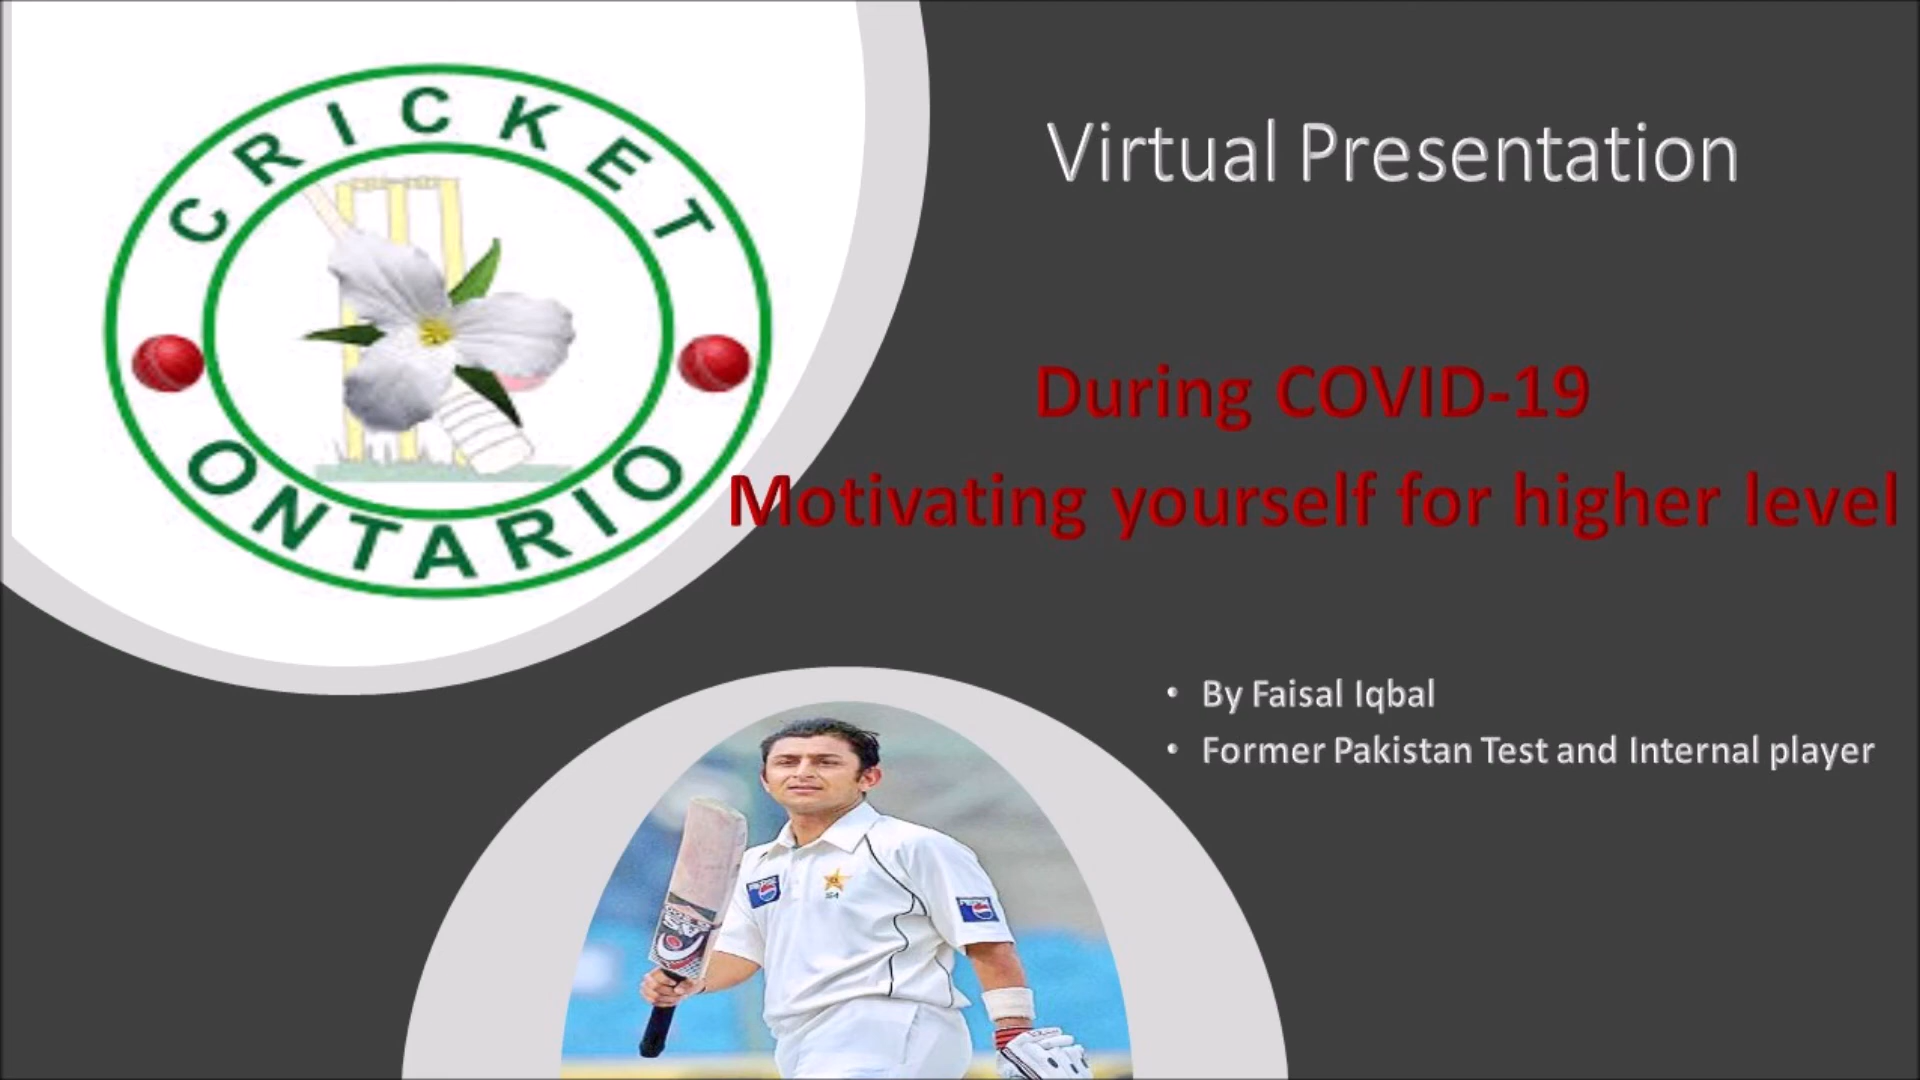 CRICKET
ONTARIO
Virtual Presentation
During COVID-19
Motivating yourself for higher level
• By Faisal Iqbal
• Former Pakistan Test and Internal player
PEPSI